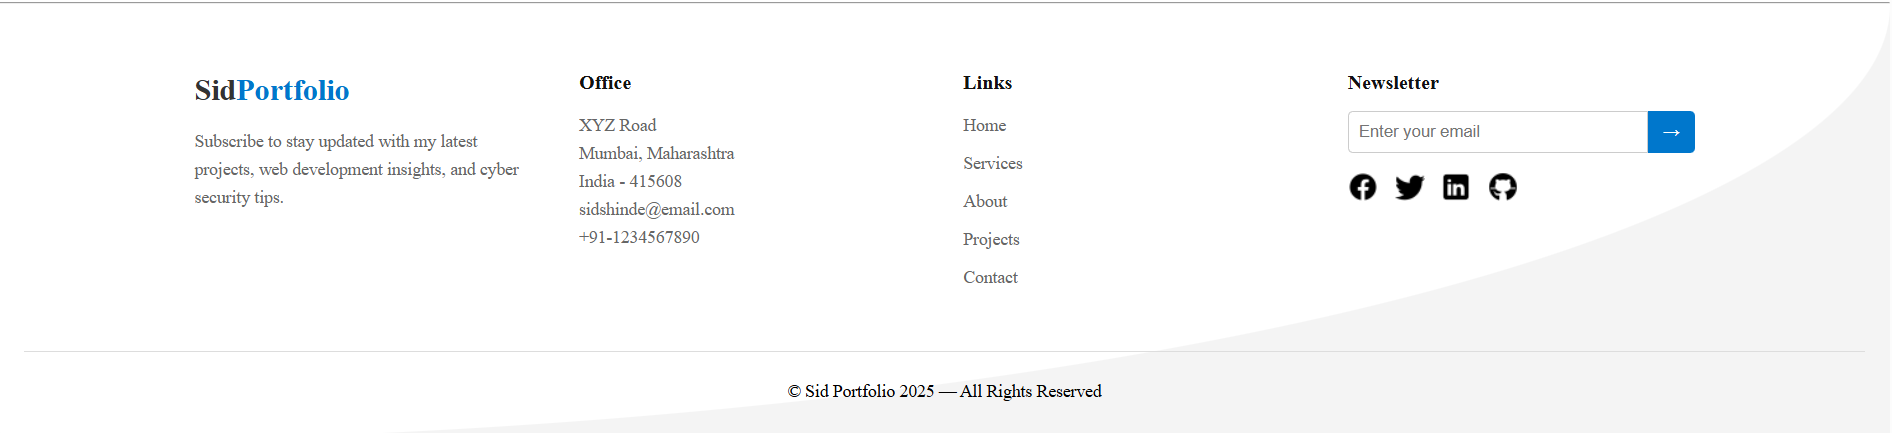 SidPortfolio
Subscribe to stay updated with my latest
projects, web development insights, and cyber
security tips.
Office
XYZ Road
Mumbai, Maharashtra
India - 415608
sidshinde@email.com
+91-1234567890
Links
Home
Services
About
Projects
Contact
Newsletter
Enter your email
→
© Sid Portfolio 2025 — All Rights Reserved